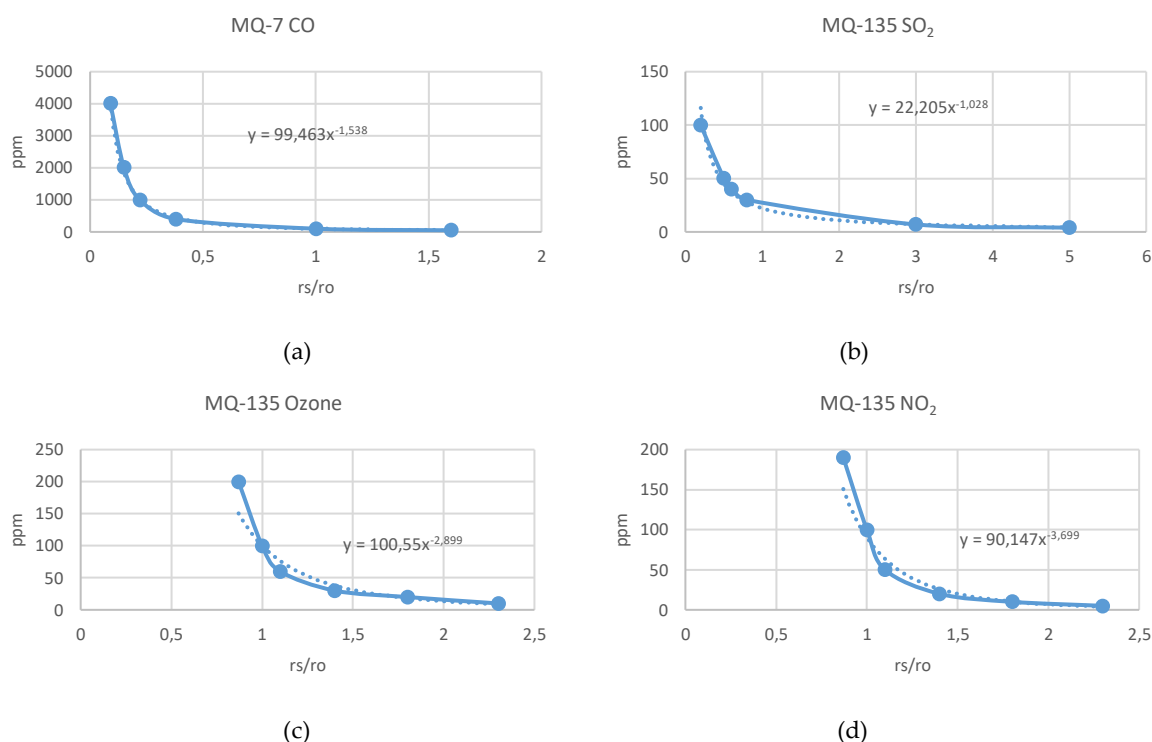 MQ-7 CO
5000
4000
3000
2000
1000
0
ppm
y = 99,463x^-1,538
0 0,5 1 1,5 2
rs/ro
(a)
MQ-135 SO₂
150
100
50
0
ppm
y = 22,205x^-1,028
0 1 2 3 4 5 6
rs/ro
(b)
MQ-135 Ozone
250
200
150
100
50
0
ppm
y = 100,55x^-2,899
0 0,5 1 1,5 2 2,5
rs/ro
(c)
MQ-135 NO₂
200
150
100
50
0
ppm
y = 90,147x^-3,699
0 0,5 1 1,5 2 2,5
rs/ro
(d)